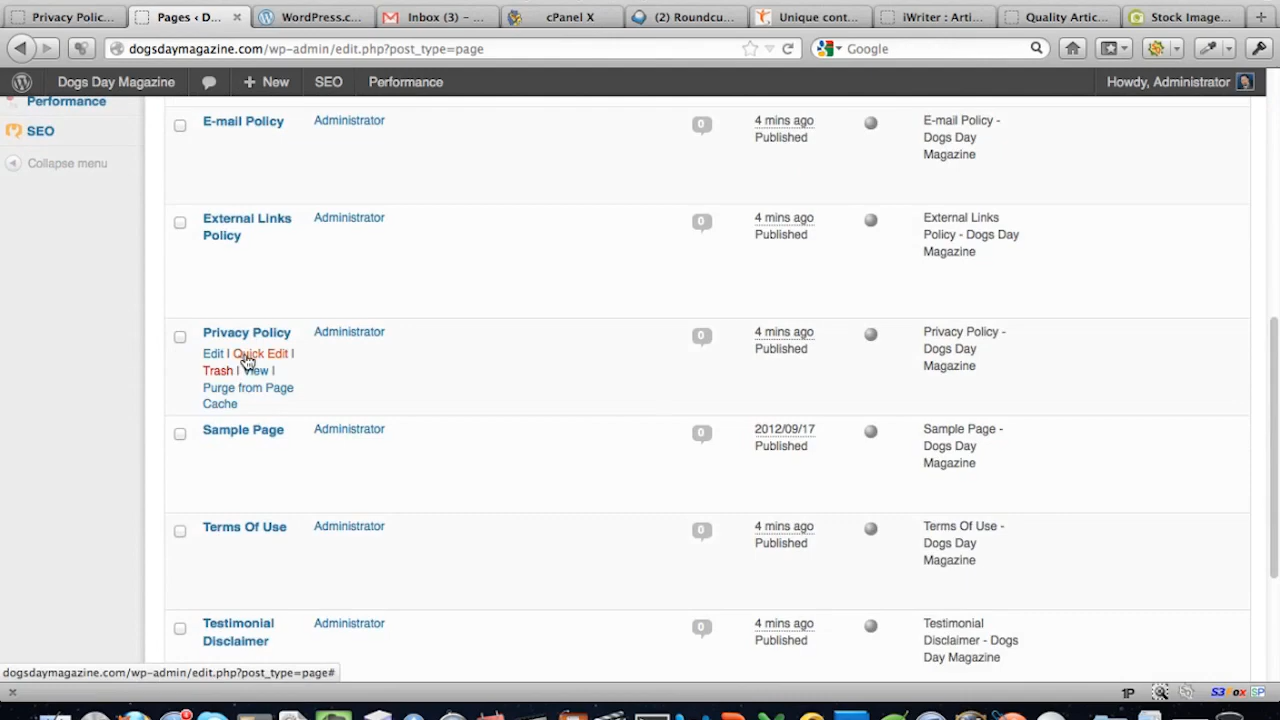 Privacy Polic...
Pages ‹ D...
WordPress.c...
Inbox (3) – ...
cPanel X
(2) Roundcu...
Unique cont...
iWriter : Arti...
Quality Artic...
Stock Image...
dogsdaymagazine.com/wp-admin/edit.php?post_type=page
Google
Dogs Day Magazine
+ New
SEO
Performance
Howdy, Administrator
Performance
SEO
Collapse menu
E-mail Policy
Administrator
0
4 mins ago
Published
E-mail Policy -
Dogs Day
Magazine
External Links
Policy
Administrator
0
4 mins ago
Published
External Links
Policy - Dogs Day
Magazine
Privacy Policy
Edit | Quick Edit |
Trash | View |
Purge from Page
Cache
Administrator
0
4 mins ago
Published
Privacy Policy -
Dogs Day
Magazine
Sample Page
Administrator
0
2012/09/17
Published
Sample Page -
Dogs Day
Magazine
Terms Of Use
Administrator
0
4 mins ago
Published
Terms Of Use -
Dogs Day
Magazine
Testimonial
Disclaimer
Administrator
0
4 mins ago
Published
Testimonial
Disclaimer - Dogs
Day Magazine
dogsdaymagazine.com/wp-admin/edit.php?post_type=page#
1P
S3Fox
SP